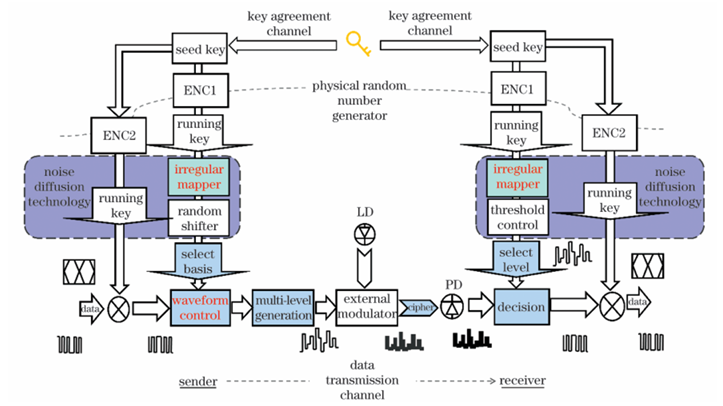 key agreement
channel
key agreement
channel
seed key
seed key
ENC1
ENC1
physical random
number
generator
ENC2
running
key
running
key
ENC2
noise
diffusion
technology
irregular
mapper
irregular
mapper
noise
diffusion
technology
running
key
random
shifter
LD
threshold
control
running
key
select
basis
select
level
PD
data
waveform
control
multi-level
generation
external
modulator
cipher
decision
data
sender
data
transmission
channel
receiver